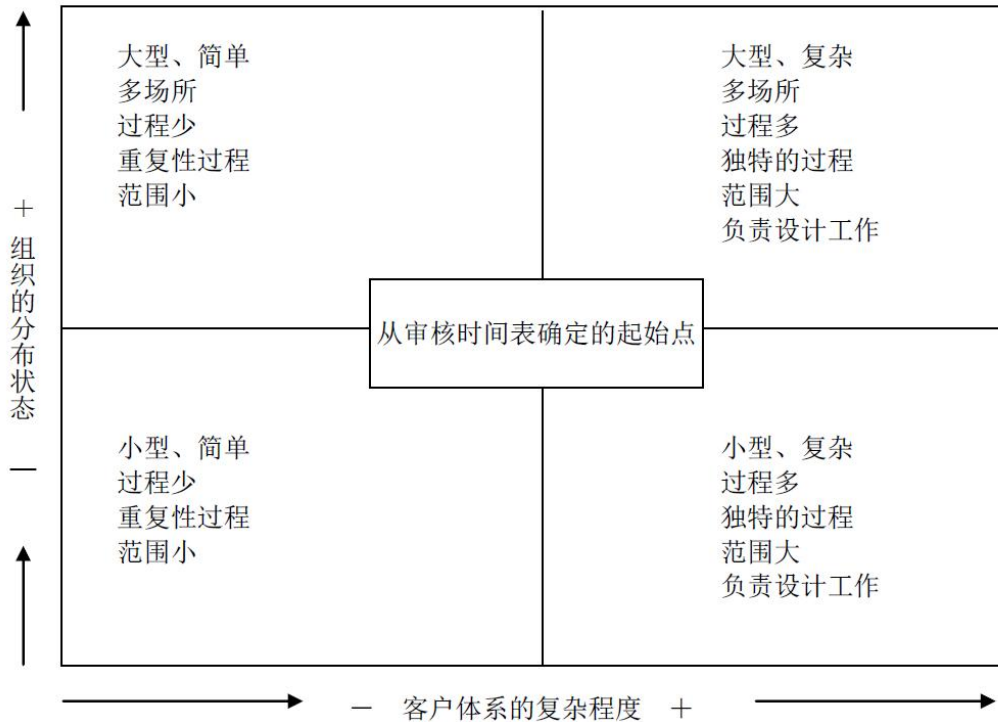 大型、简单
多场所
过程少
重复性过程
范围小
大型、复杂
多场所
过程多
独特的过程
范围大
负责设计工作
＋ 组织的分布状态 －
从审核时间表确定的起始点
小型、简单
过程少
重复性过程
范围小
小型、复杂
过程多
独特的过程
范围大
负责设计工作
－ 客户体系的复杂程度 ＋